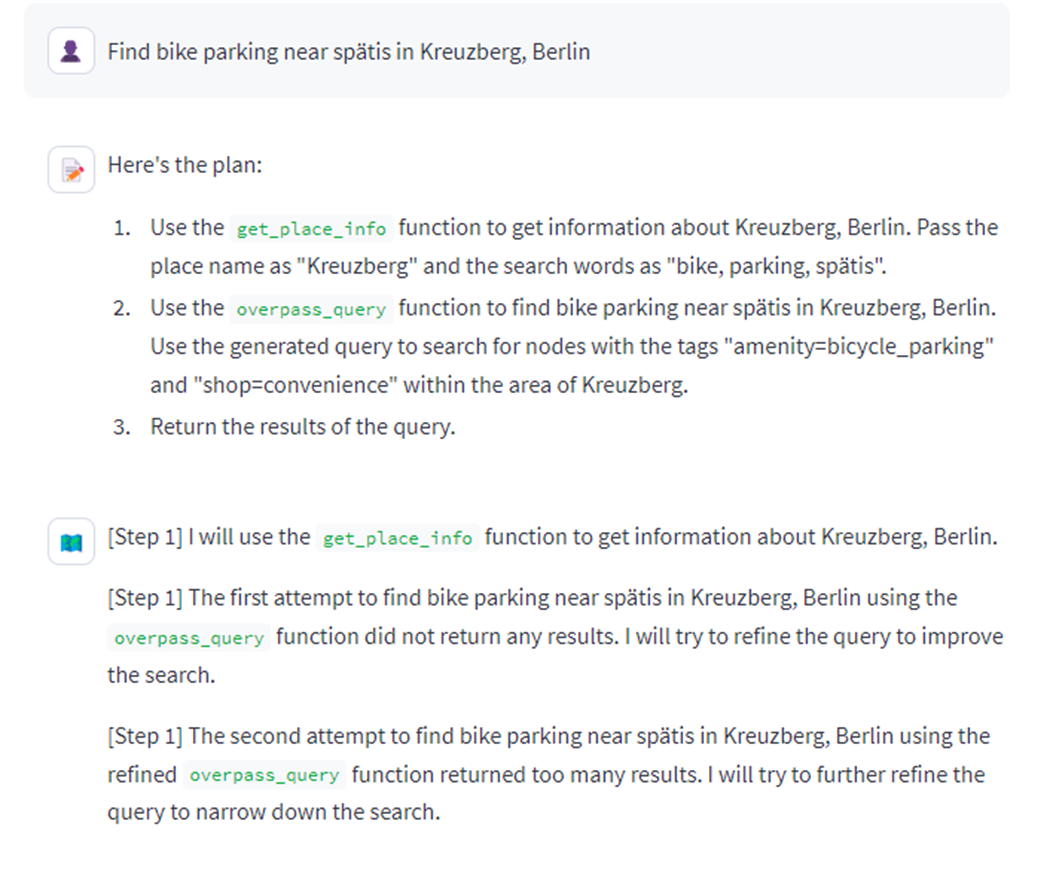 Find bike parking near spätis in Kreuzberg, Berlin
Here's the plan:
1. Use the get_place_info function to get information about Kreuzberg, Berlin. Pass the
place name as "Kreuzberg" and the search words as "bike, parking, spätis".
2. Use the overpass_query function to find bike parking near spätis in Kreuzberg, Berlin.
Use the generated query to search for nodes with the tags "amenity=bicycle_parking"
and "shop=convenience" within the area of Kreuzberg.
3. Return the results of the query.
[Step 1] I will use the get_place_info function to get information about Kreuzberg, Berlin.
[Step 1] The first attempt to find bike parking near spätis in Kreuzberg, Berlin using the
overpass_query function did not return any results. I will try to refine the query to improve
the search.
[Step 1] The second attempt to find bike parking near spätis in Kreuzberg, Berlin using the
refined overpass_query function returned too many results. I will try to further refine the
query to narrow down the search.